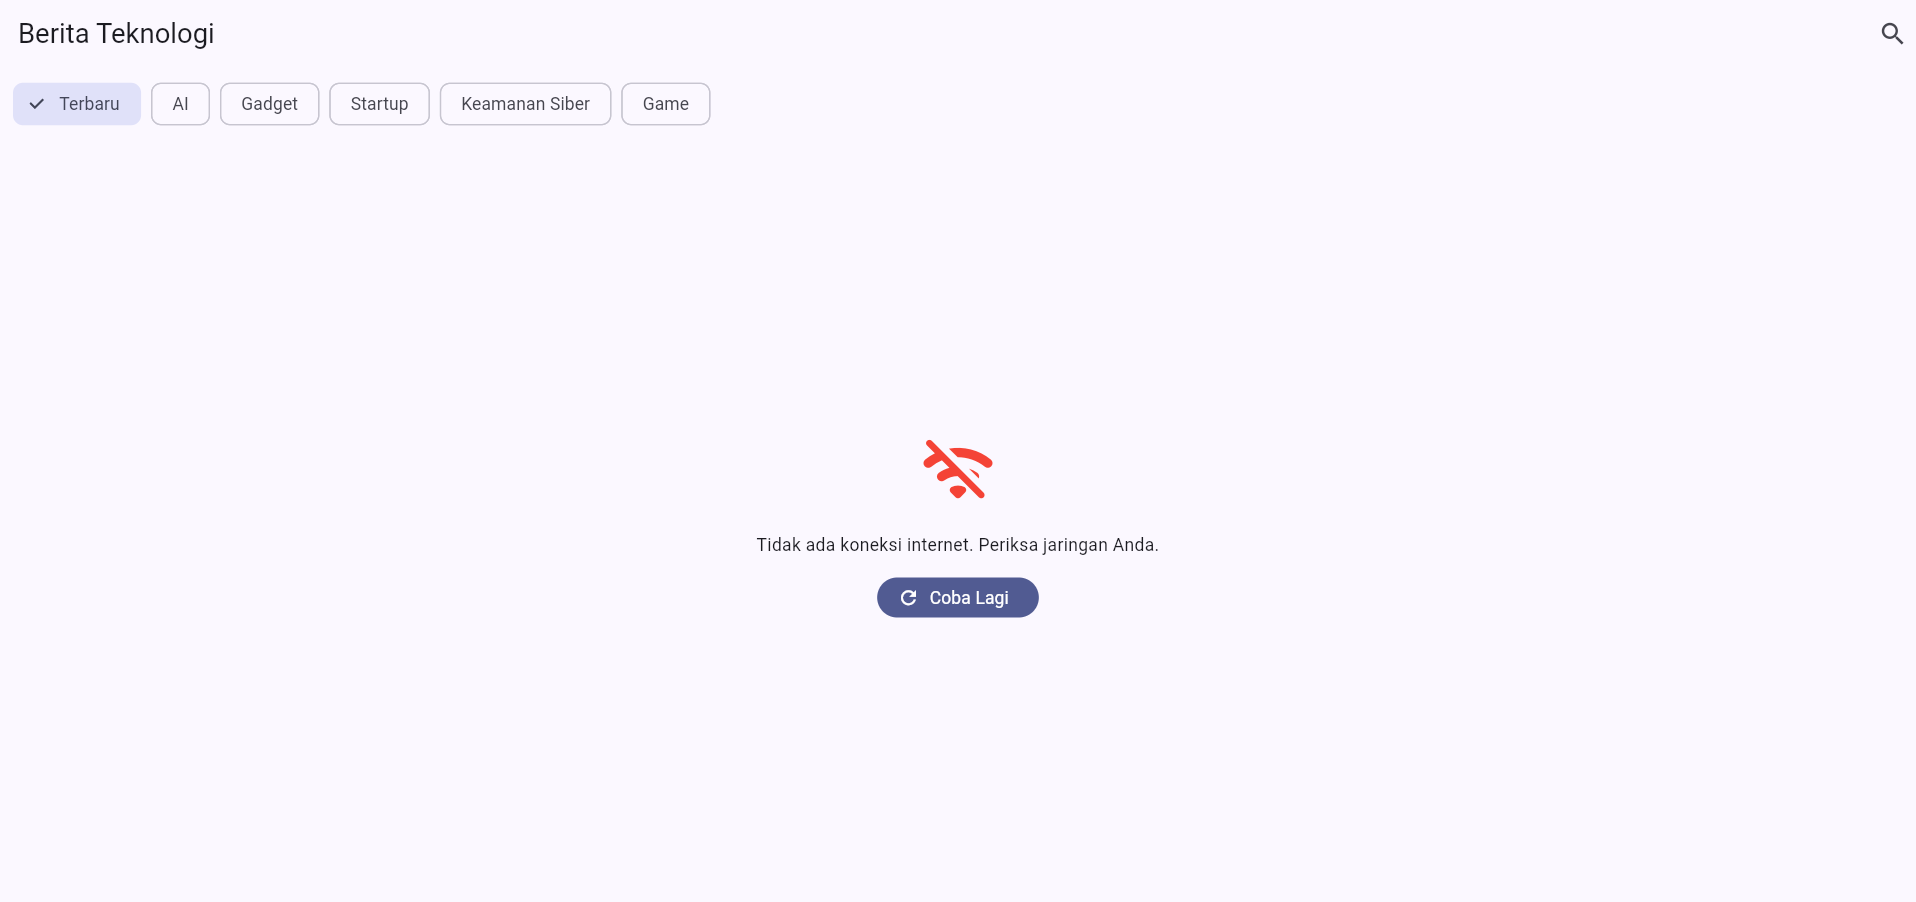 Berita Teknologi
Terbaru
AI
Gadget
Startup
Keamanan Siber
Game
Tidak ada koneksi internet. Periksa jaringan Anda.
Coba Lagi